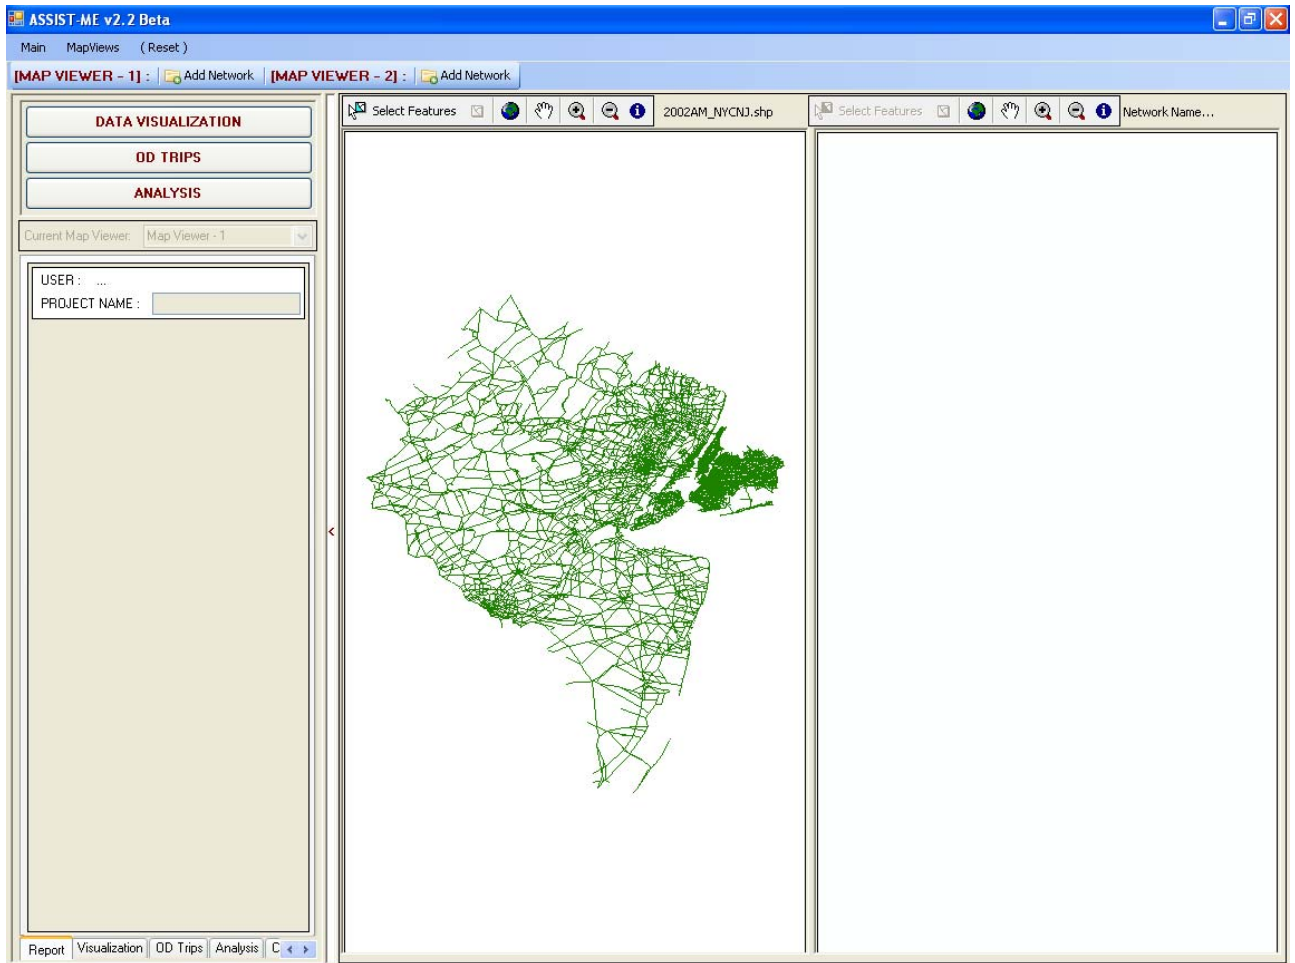 ASSIST-ME v2.2 Beta
Main MapViews ( Reset )
[MAP VIEWER - 1] : Add Network [MAP VIEWER - 2] : Add Network
DATA VISUALIZATION
OD TRIPS
ANALYSIS
Current Map Viewer: Map Viewer - 1
USER : ...
PROJECT NAME :
Report Visualization OD Trips Analysis C
Select Features 2002AM_NYCNJ.shp
Select Features Network Name...